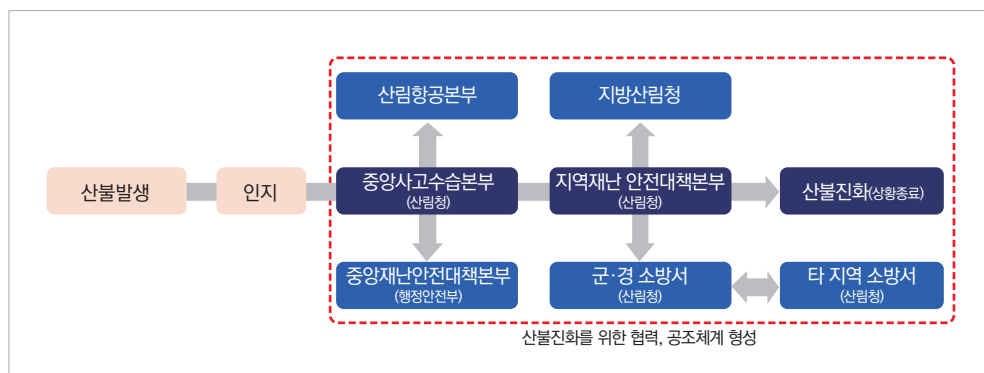 산림항공본부
지방산림청
산불발생
인지
중앙사고수습본부
(산림청)
지역재난 안전대책본부
(산림청)
산불진화(상황종료)
중앙재난안전대책본부
(행정안전부)
군·경 소방서
(산림청)
타 지역 소방서
(산림청)
산불진화를 위한 협력, 공조체계 형성